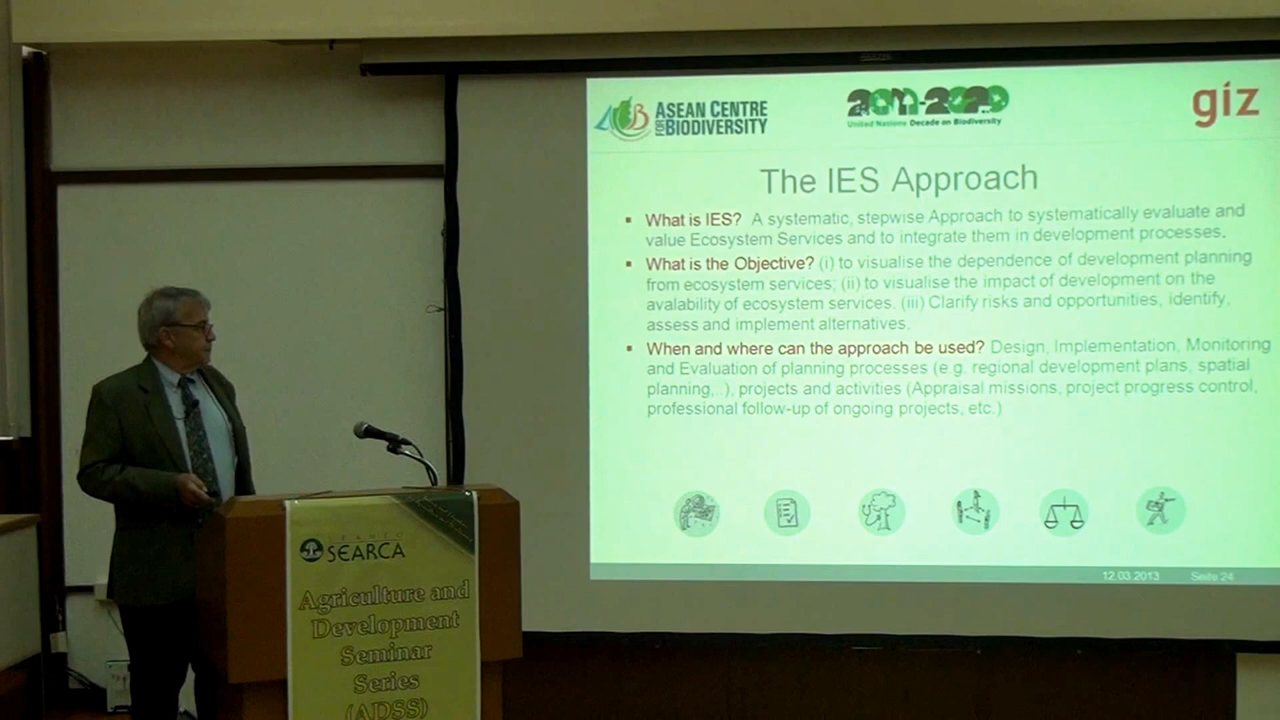 ASEAN CENTRE
FOR BIODIVERSITY
2011-2020
United Nations Decade on Biodiversity
giz
The IES Approach
▪ What is IES? A systematic, stepwise Approach to systematically evaluate and
value Ecosystem Services and to integrate them in development processes.
▪ What is the Objective? (i) to visualise the dependence of development planning
from ecosystem services; (ii) to visualise the impact of development on the
avalability of ecosystem services. (iii) Clarify risks and opportunities, identify,
assess and implement alternatives.
▪ When and where can the approach be used? Design, Implementation, Monitoring
and Evaluation of planning processes (e.g. regional development plans, spatial
planning,..), projects and activities (Appraisal missions, project progress control,
professional follow-up of ongoing projects, etc.)
12.03.2013 Seite 24
SEAMEO
SEARCA
Agriculture and
Development
Seminar
Series
(ADSS)